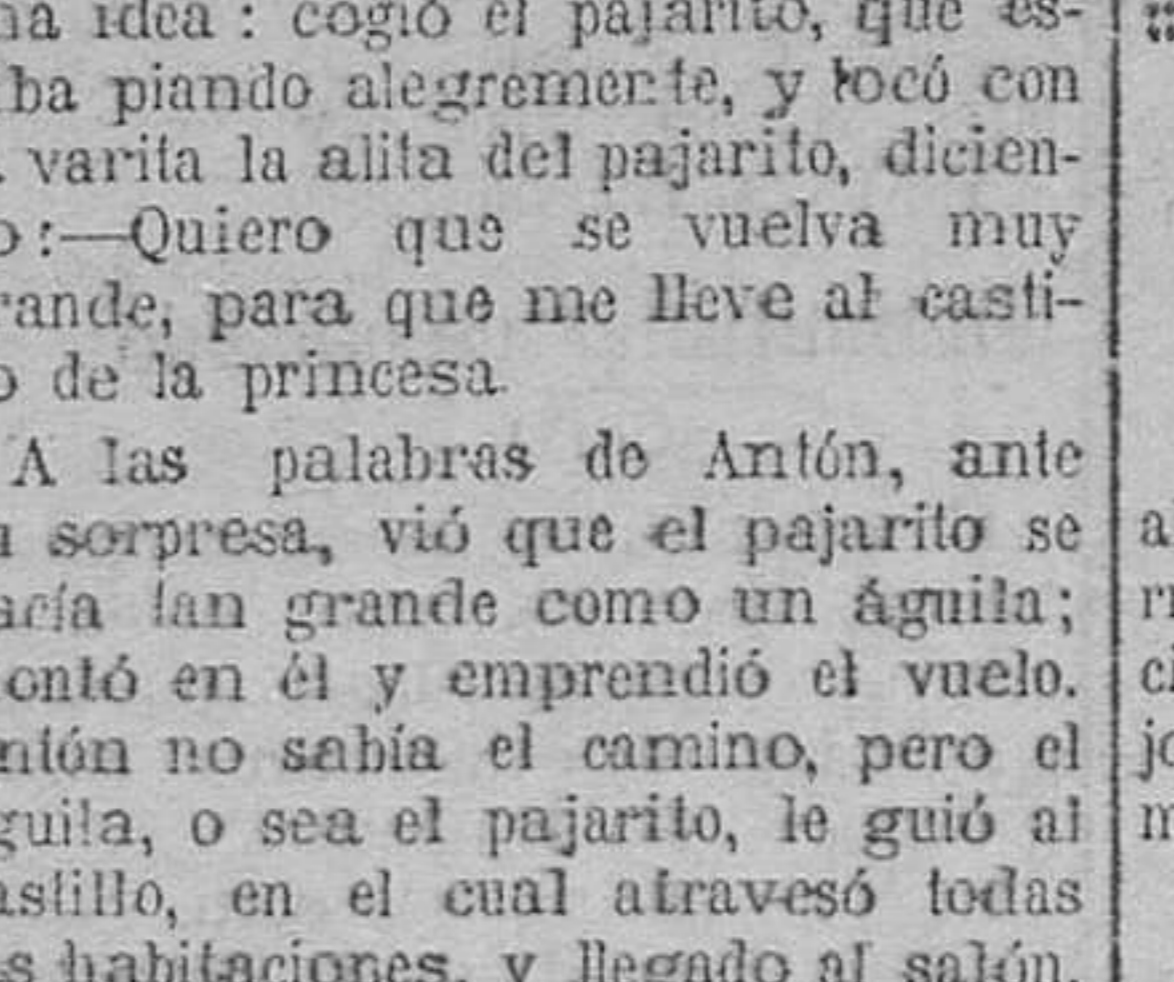 na idea: cogió el pajarito, que es-
ba piando alegremente, y tocó con
varita la alita del pajarito, dicien-
o:—Quiero que se vuelva muy
rande, para que me lleve al casti-
o de la princesa.
A las palabras de Antón, ante
u sorpresa, vió que el pajarito se
acía tan grande como un águila;
ontó en él y emprendió el vuelo.
ntón no sabía el camino, pero el
guila, o sea el pajarito, le guió al
astillo, en el cual atravesó todas
s habitaciones, y llegado al salón,
a
r
ci
jo
m